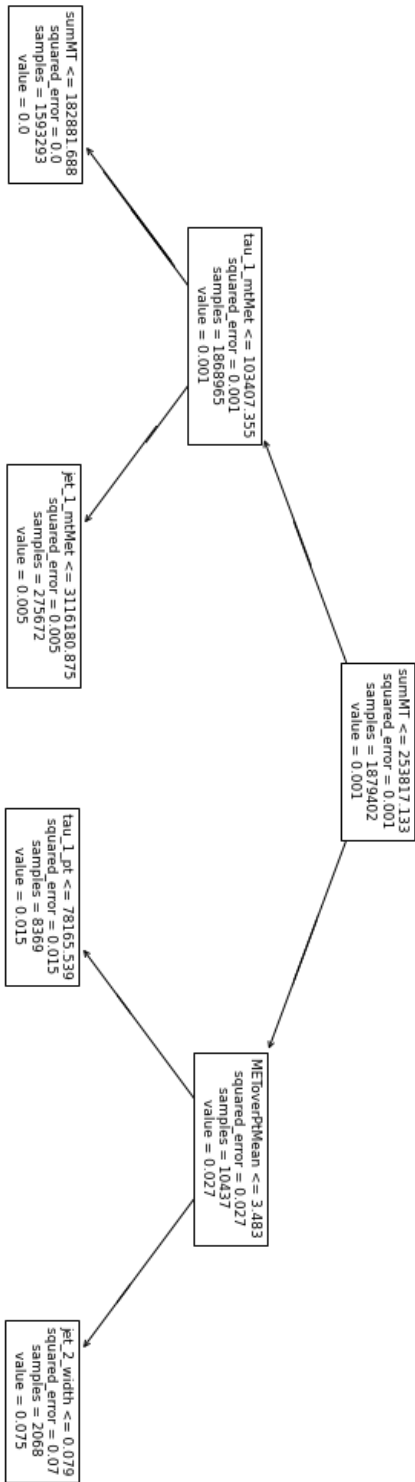 sumMT <= 253817.133
squared_error = 0.001
samples = 1879402
value = 0.001
tau_1_mtMet <= 103407.355
squared_error = 0.001
samples = 1868965
value = 0.001
METoverPtMean <= 3.483
squared_error = 0.027
samples = 10437
value = 0.027
sumMT <= 182881.688
squared_error = 0.0
samples = 1593293
value = 0.0
jet_1_mtMet <= 3116180.875
squared_error = 0.005
samples = 275672
value = 0.005
tau_1_pt <= 78165.539
squared_error = 0.015
samples = 8369
value = 0.015
jet_2_width <= 0.079
squared_error = 0.07
samples = 2068
value = 0.075